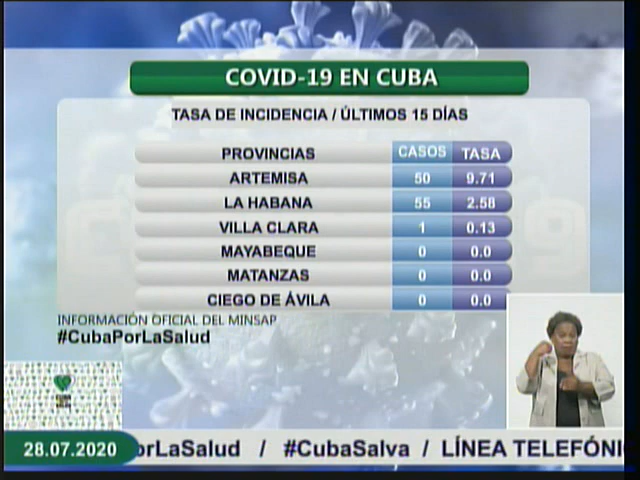 COVID-19 EN CUBA
TASA DE INCIDENCIA / ÚLTIMOS 15 DÍAS
PROVINCIAS CASOS TASA
ARTEMISA 50 9.71
LA HABANA 55 2.58
VILLA CLARA 1 0.13
MAYABEQUE 0 0.0
MATANZAS 0 0.0
CIEGO DE ÁVILA 0 0.0
INFORMACIÓN OFICIAL DEL MINSAP
#CubaPorLaSalud
28.07.2020 orLaSalud / #CubaSalva / LÍNEA TELEFÓNI